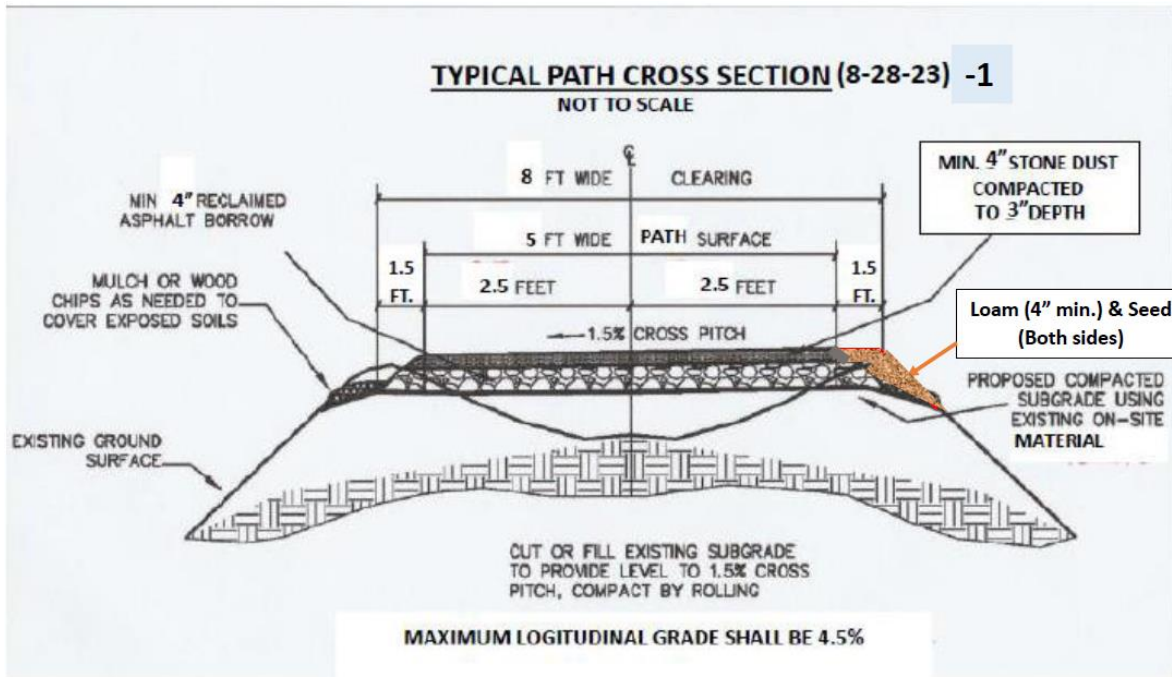 TYPICAL PATH CROSS SECTION (8-28-23) -1
NOT TO SCALE
℄
8 FT WIDE CLEARING
MIN 4" RECLAIMED
ASPHALT BORROW
MIN. 4" STONE DUST
COMPACTED
TO 3" DEPTH
5 FT WIDE PATH SURFACE
1.5
FT.
2.5 FEET
2.5 FEET
1.5
FT.
MULCH OR WOOD
CHIPS AS NEEDED TO
COVER EXPOSED SOILS
Loam (4" min.) & Seed
(Both sides)
1.5% CROSS PITCH
PROPOSED COMPACTED
SUBGRADE USING
EXISTING ON-SITE
MATERIAL
EXISTING GROUND
SURFACE
CUT OR FILL EXISTING SUBGRADE
TO PROVIDE LEVEL TO 1.5% CROSS
PITCH, COMPACT BY ROLLING
MAXIMUM LOGITUDINAL GRADE SHALL BE 4.5%